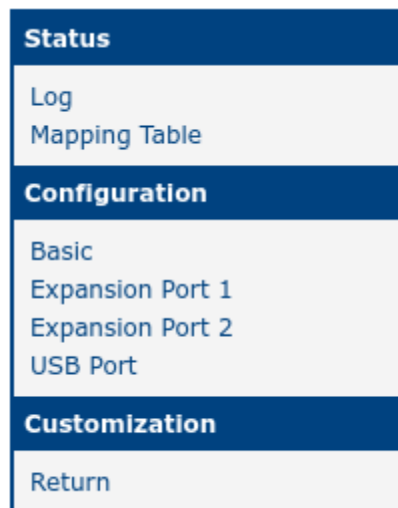 Status
Log
Mapping Table
Configuration
Basic
Expansion Port 1
Expansion Port 2
USB Port
Customization
Return